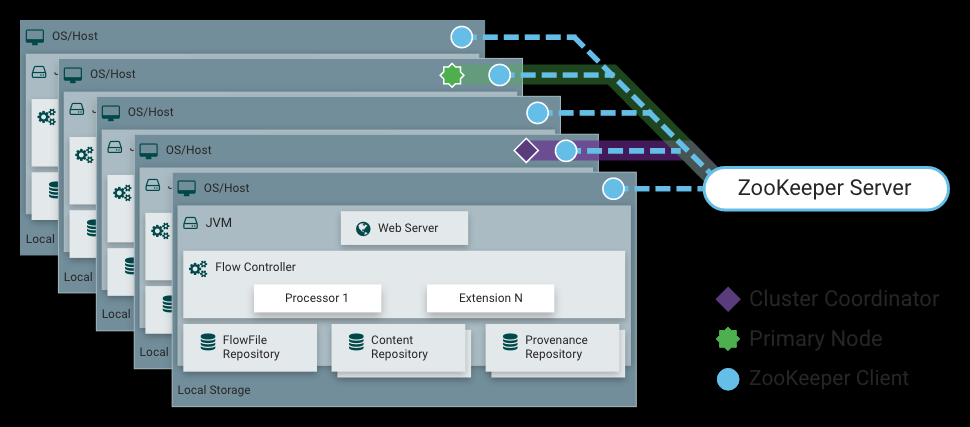 OS/Host
OS/Host
OS/Host
OS/Host
OS/Host
ZooKeeper Server
JVM
Web Server
Flow Controller
Processor 1
Extension N
FlowFile
Repository
Content
Repository
Provenance
Repository
Local Storage
Local
Local
Local
Local
Cluster Coordinator
Primary Node
ZooKeeper Client